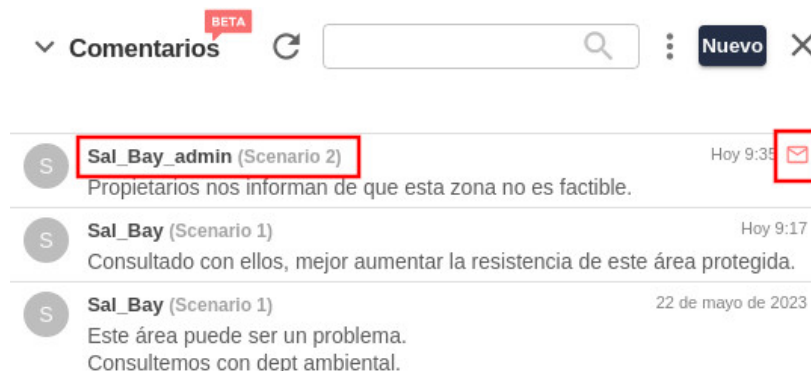 BETA
Comentarios
Nuevo
S
Sal_Bay_admin (Scenario 2)
Hoy 9:35
Propietarios nos informan de que esta zona no es factible.
S
Sal_Bay (Scenario 1)
Hoy 9:17
Consultado con ellos, mejor aumentar la resistencia de este área protegida.
S
Sal_Bay (Scenario 1)
22 de mayo de 2023
Este área puede ser un problema.
Consultemos con dept ambiental.